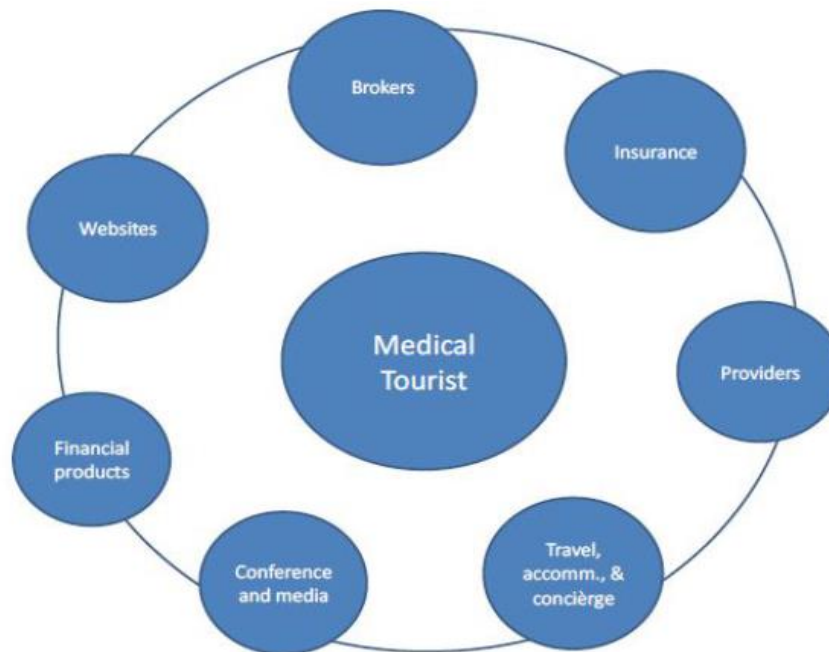 Brokers
Insurance
Websites
Medical
Tourist
Providers
Financial
products
Travel,
accomm., &
concièrge
Conference
and media